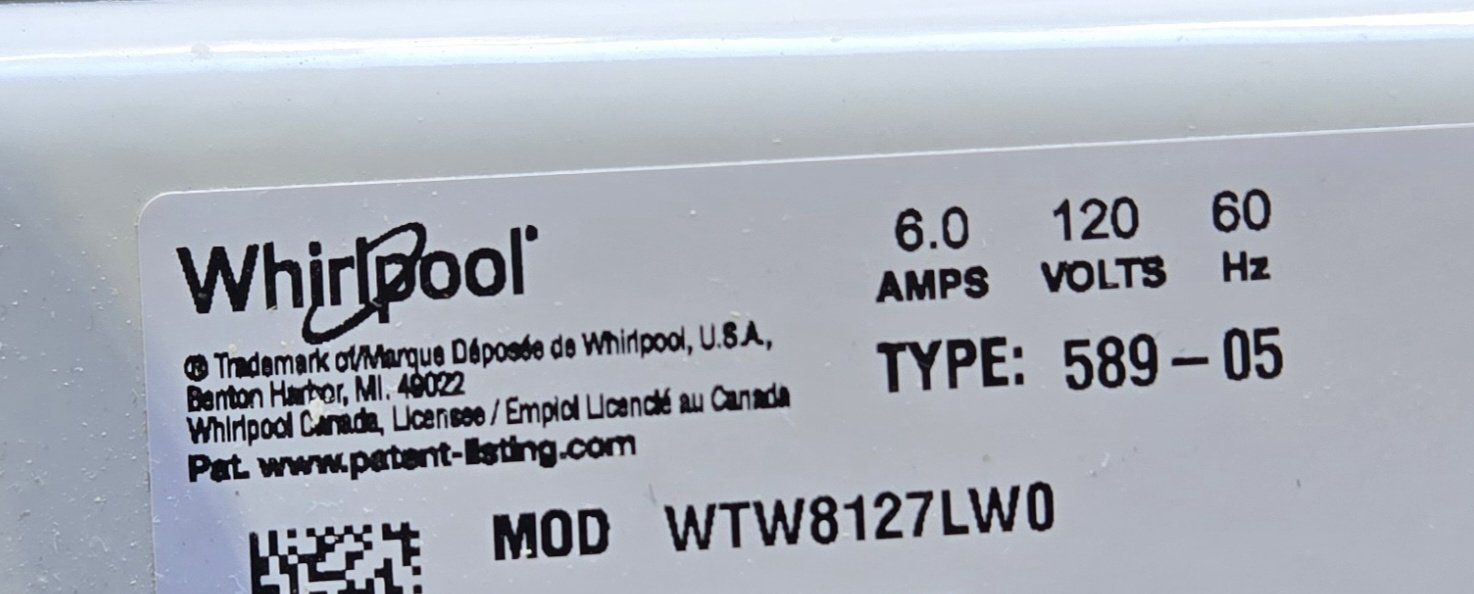 Whirlpool®
6.0 120 60
AMPS VOLTS Hz
® Trademark of/Marque Déposée de Whirlpool, U.S.A.,
Benton Harbor, MI. 49022
Whirlpool Canada, Licensee / Emploi Licencié au Canada
Pat. www.patent-listing.com
TYPE: 589-05
MOD WTW8127LW0